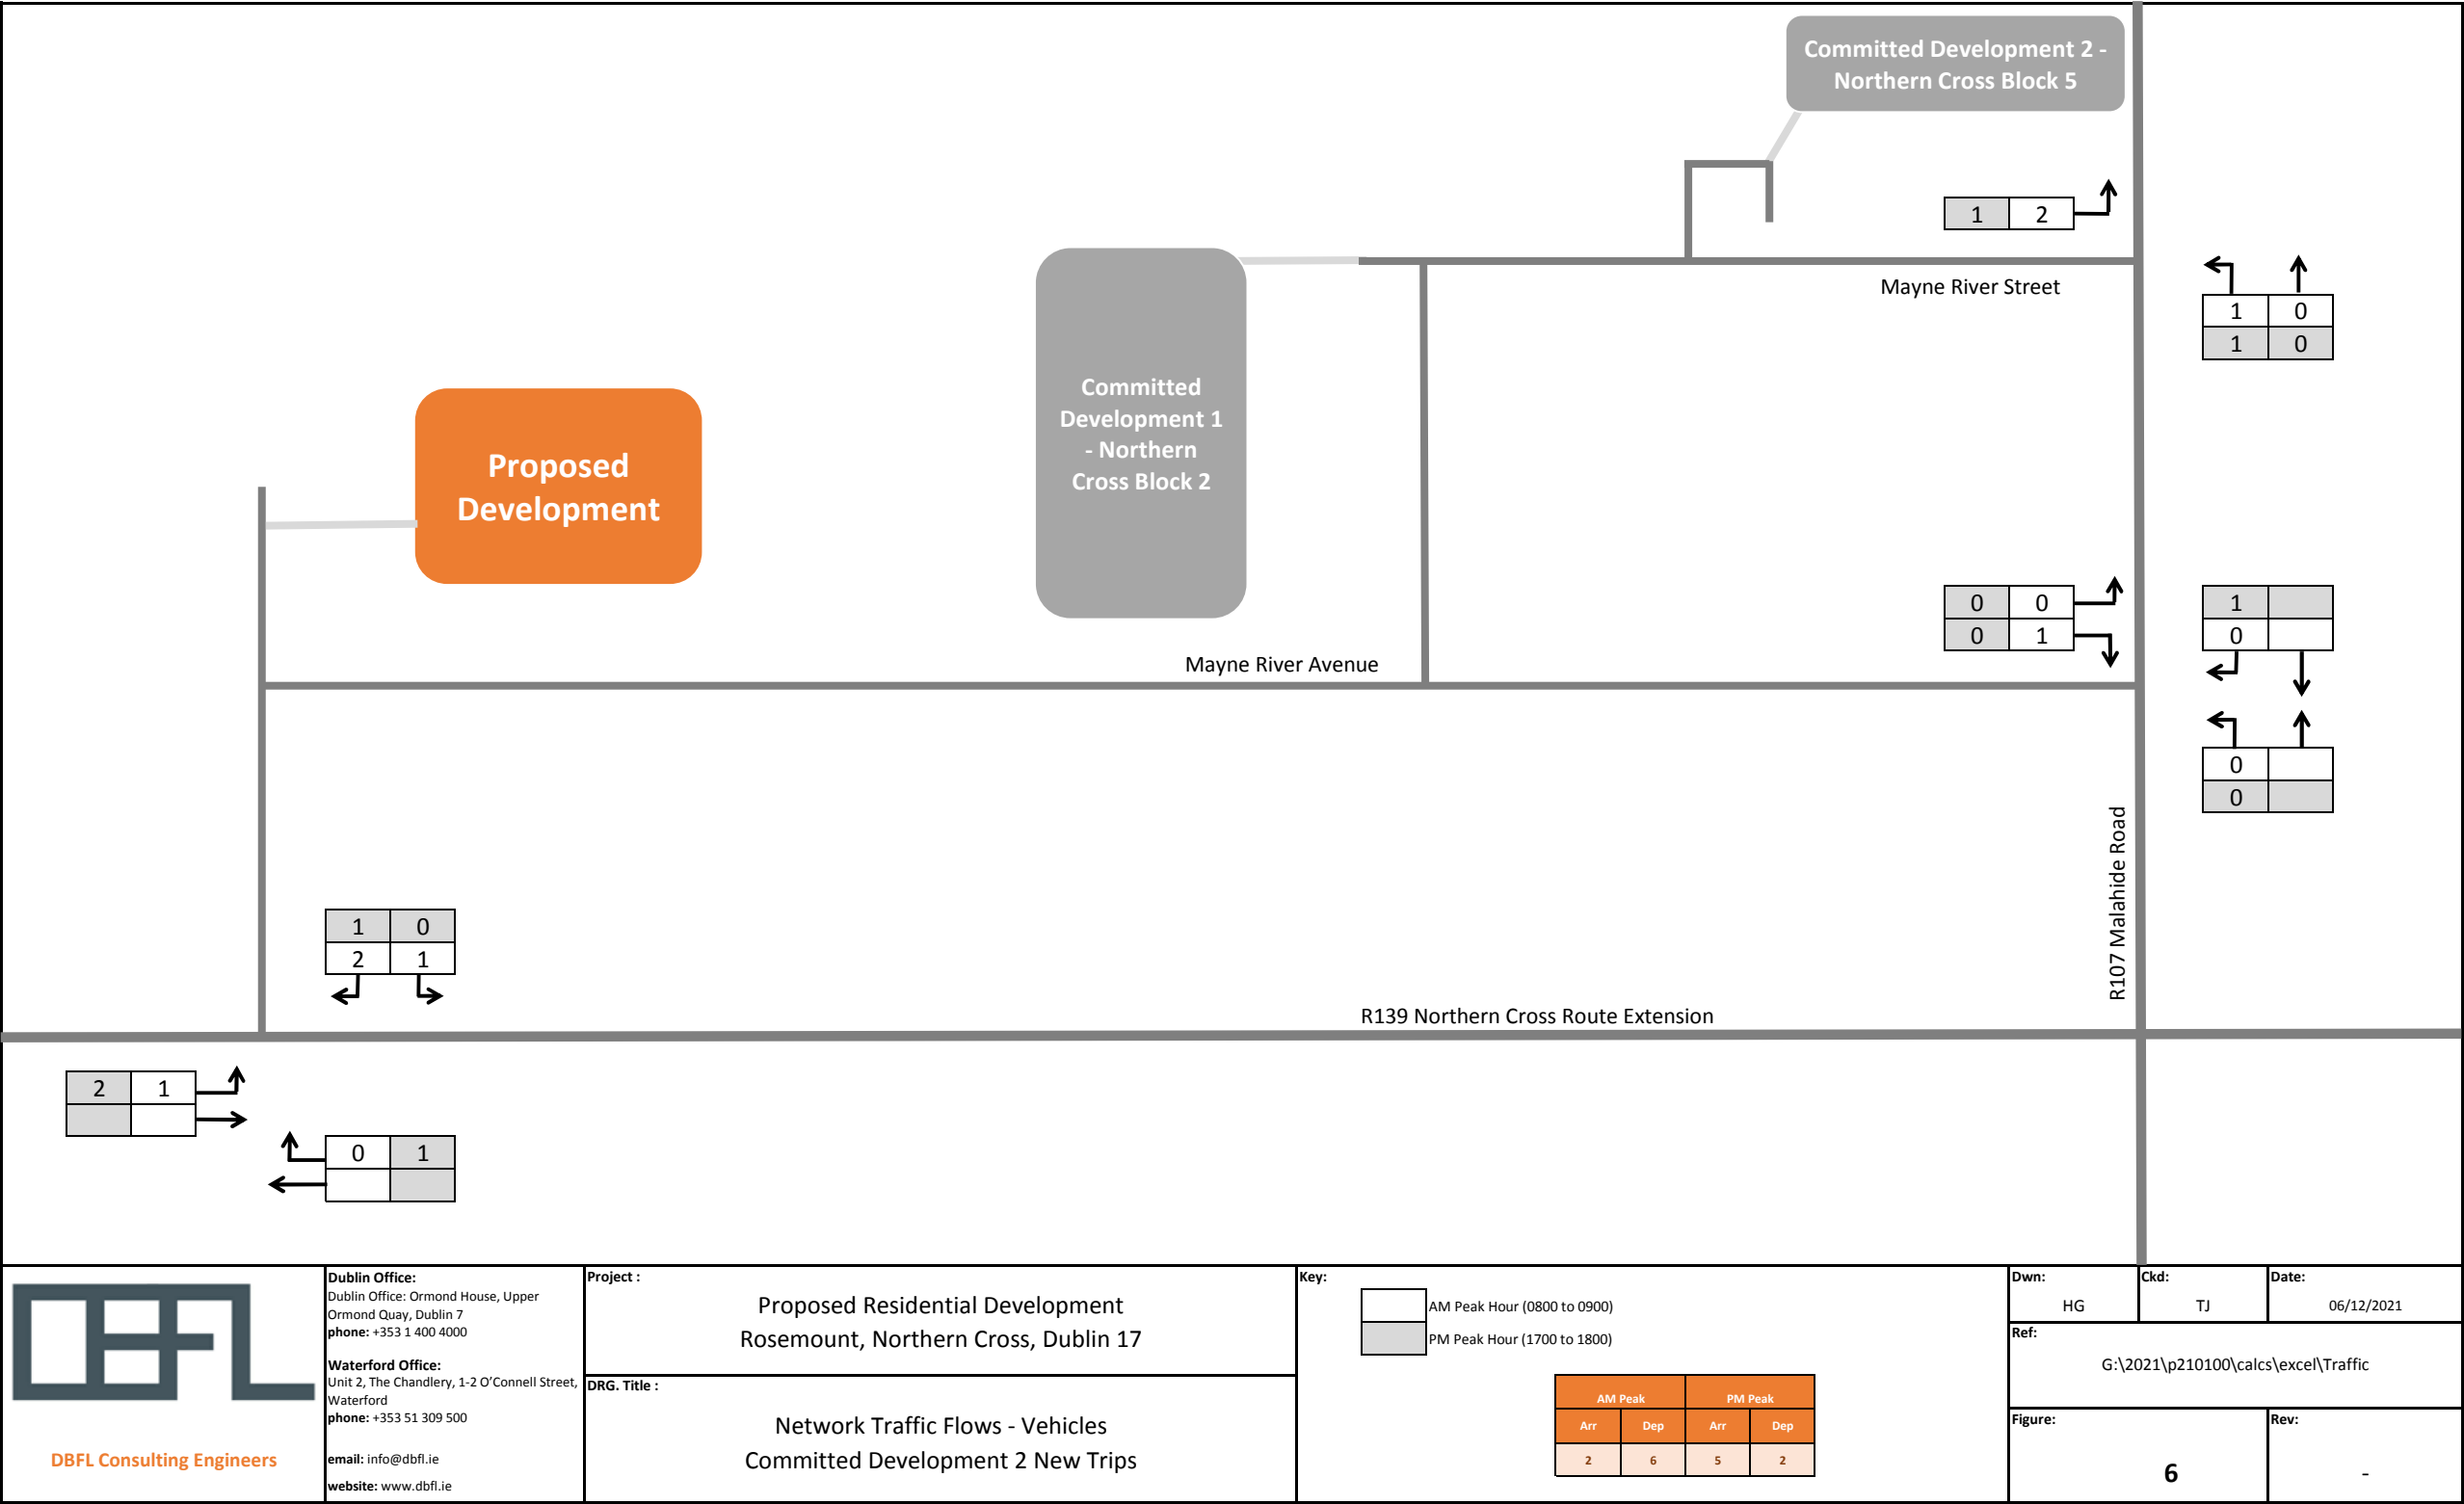 Committed Development 2 -
Northern Cross Block 5
1 2
Mayne River Street
1 0
1 0
Committed
Development 1
- Northern
Cross Block 2
Proposed
Development
0 0
0 1
1
0
Mayne River Avenue
0
0
R107 Malahide Road
1 0
2 1
R139 Northern Cross Route Extension
2 1
0 1
DBFL
DBFL Consulting Engineers
Dublin Office:
Dublin Office: Ormond House, Upper
Ormond Quay, Dublin 7
phone: +353 1 400 4000
Waterford Office:
Unit 2, The Chandlery, 1-2 O’Connell Street,
Waterford
phone: +353 51 309 500
email: info@dbfl.ie
website: www.dbfl.ie
Project :
Proposed Residential Development
Rosemount, Northern Cross, Dublin 17
DRG. Title :
Network Traffic Flows - Vehicles
Committed Development 2 New Trips
Key:
AM Peak Hour (0800 to 0900)
PM Peak Hour (1700 to 1800)
AM Peak PM Peak
Arr Dep Arr Dep
2 6 5 2
Dwn: Ckd: Date:
HG TJ 06/12/2021
Ref:
G:\2021\p210100\calcs\excel\Traffic
Figure: Rev:
6 -